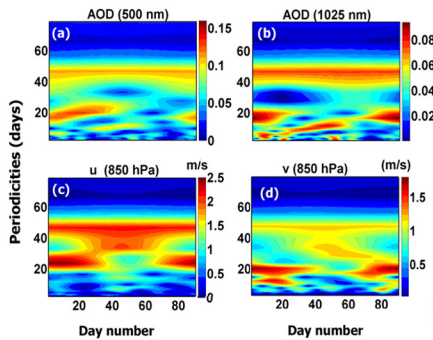 AOD (500 nm)
AOD (1025 nm)
(a)
(b)
60
40
20
0.15
0.1
0.05
0
60
40
20
0.08
0.06
0.04
0.02
u (850 hPa)
m/s
v (850 hPa)
(m/s)
(c)
(d)
60
40
20
20
40
60
80
2.5
2
1.5
1
0.5
0
60
40
20
20
40
60
80
1.5
1
0.5
Periodicities (days)
Day number
Day number